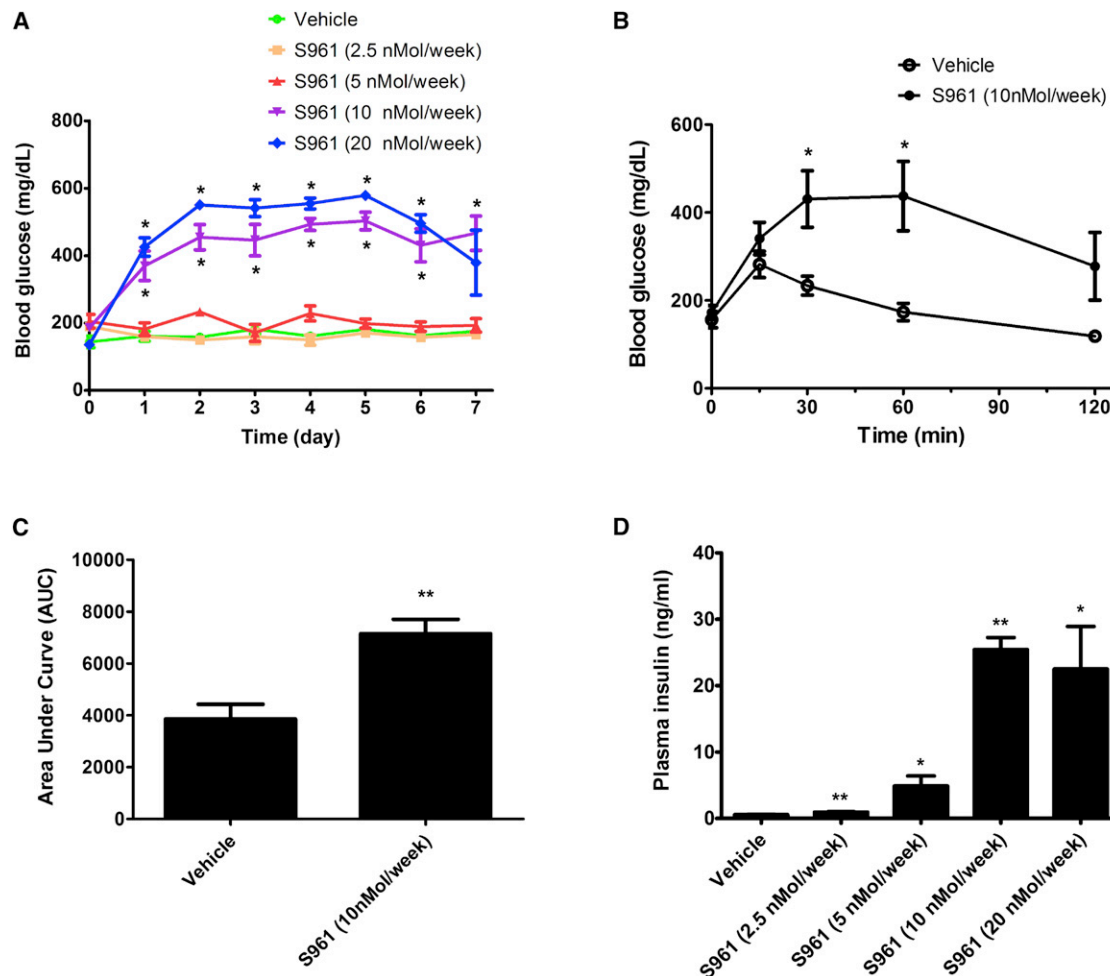 A
Vehicle
S961 (2.5 nMol/week)
S961 (5 nMol/week)
S961 (10 nMol/week)
S961 (20 nMol/week)
Blood glucose (mg/dL)
800
600
400
200
0
* * * * * * *
* * * * * *
0 1 2 3 4 5 6 7
Time (day)
B
Vehicle
S961 (10nMol/week)
Blood glucose (mg/dL)
600
400
200
0
* *
0 30 60 90 120
Time (min)
C
Area Under Curve (AUC)
10000
8000
6000
4000
2000
0
**
Vehicle
S961 (10nMol/week)
D
Plasma insulin (ng/ml)
40
30
20
10
0
** * ** *
Vehicle
S961 (2.5 nMol/week)
S961 (5 nMol/week)
S961 (10 nMol/week)
S961 (20 nMol/week)